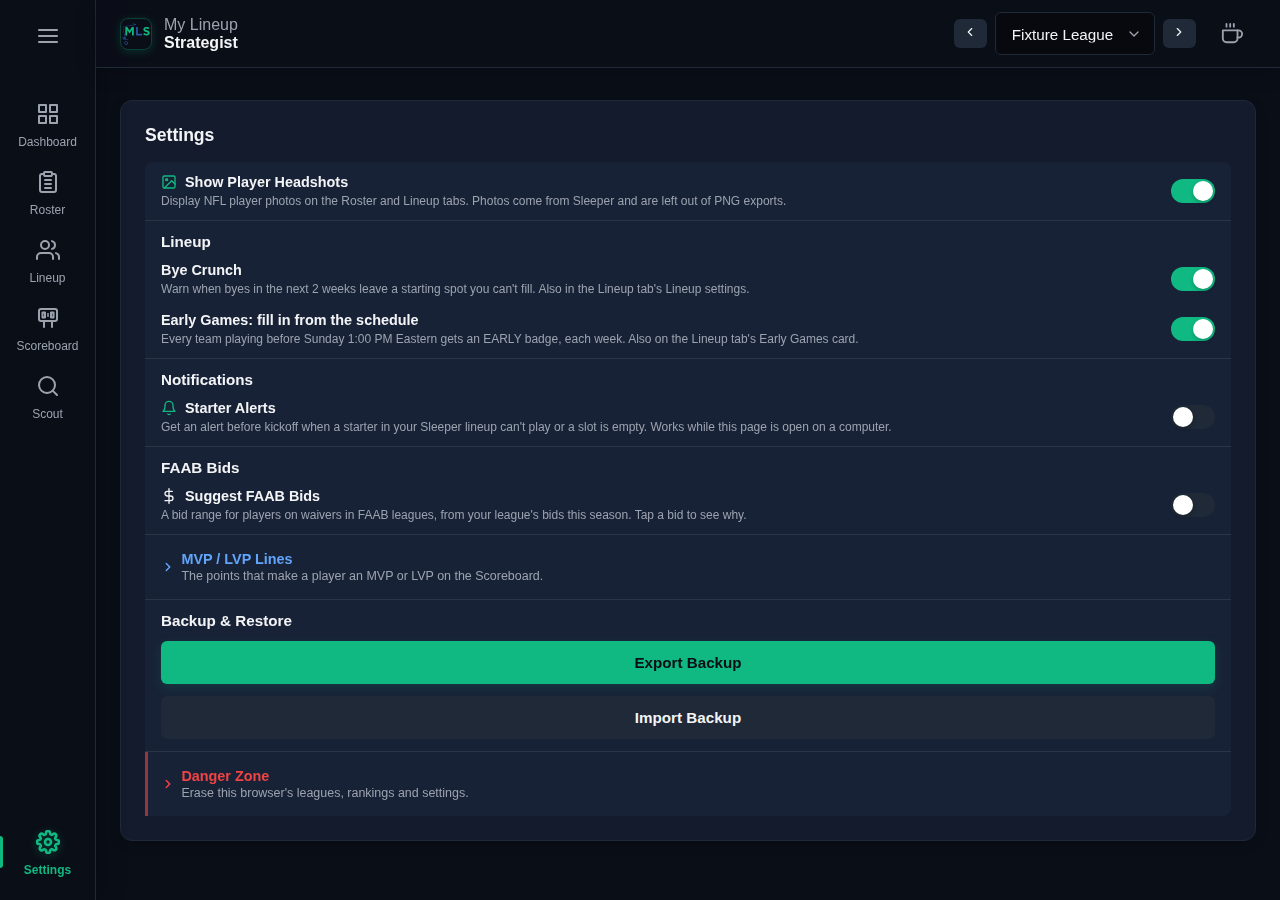 MLS
My Lineup
Strategist
Fixture League
Dashboard
Roster
Lineup
Scoreboard
Scout
Settings
Settings
Show Player Headshots
Display NFL player photos on the Roster and Lineup tabs. Photos come from Sleeper and are left out of PNG exports.
Lineup
Bye Crunch
Warn when byes in the next 2 weeks leave a starting spot you can't fill. Also in the Lineup tab's Lineup settings.
Early Games: fill in from the schedule
Every team playing before Sunday 1:00 PM Eastern gets an EARLY badge, each week. Also on the Lineup tab's Early Games card.
Notifications
Starter Alerts
Get an alert before kickoff when a starter in your Sleeper lineup can't play or a slot is empty. Works while this page is open on a computer.
FAAB Bids
Suggest FAAB Bids
A bid range for players on waivers in FAAB leagues, from your league's bids this season. Tap a bid to see why.
MVP / LVP Lines
The points that make a player an MVP or LVP on the Scoreboard.
Backup & Restore
Export Backup
Import Backup
Danger Zone
Erase this browser's leagues, rankings and settings.